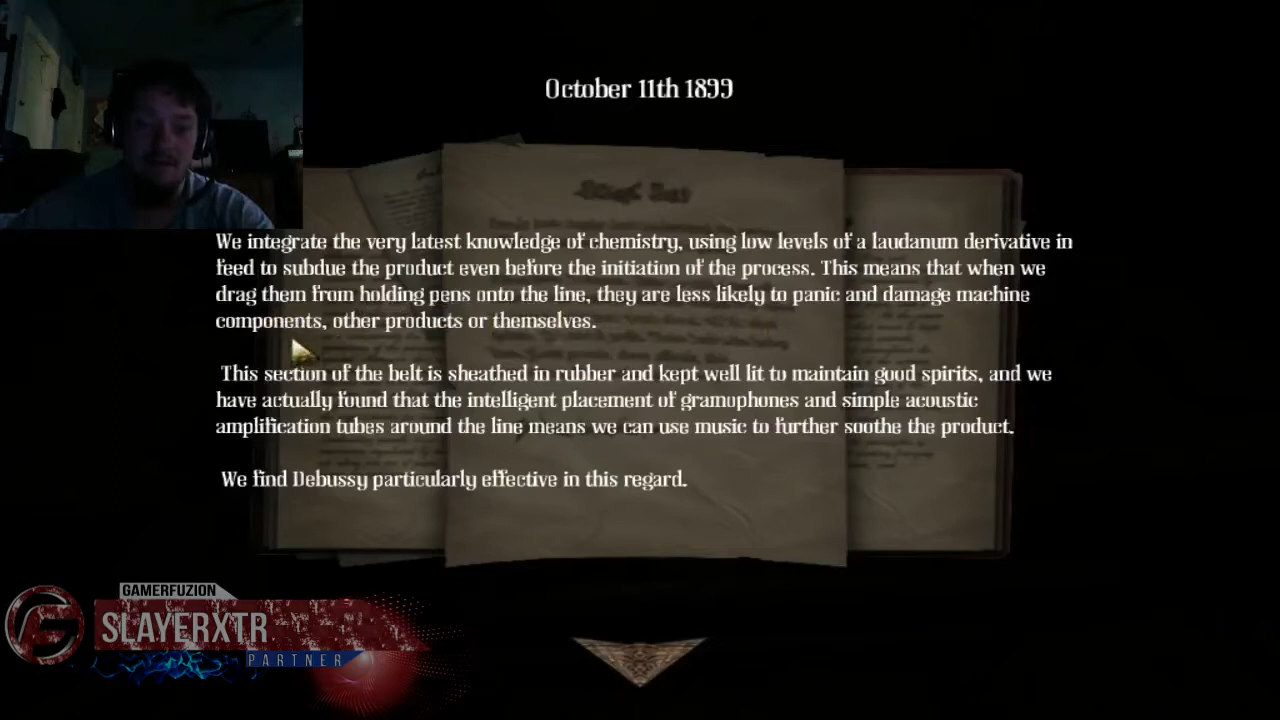 October 11th 1899
We integrate the very latest knowledge of chemistry, using low levels of a laudanum derivative in
feed to subdue the product even before the initiation of the process. This means that when we
drag them from holding pens onto the line, they are less likely to panic and damage machine
components, other products or themselves.
This section of the belt is sheathed in rubber and kept well lit to maintain good spirits, and we
have actually found that the intelligent placement of gramophones and simple acoustic
amplification tubes around the line means we can use music to further soothe the product.
We find Debussy particularly effective in this regard.
GAMERFUZION
SLAYERXTR
PARTNER